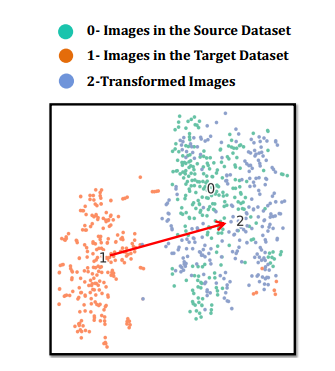 0- Images in the Source Dataset
1- Images in the Target Dataset
2-Transformed Images
0
2
1